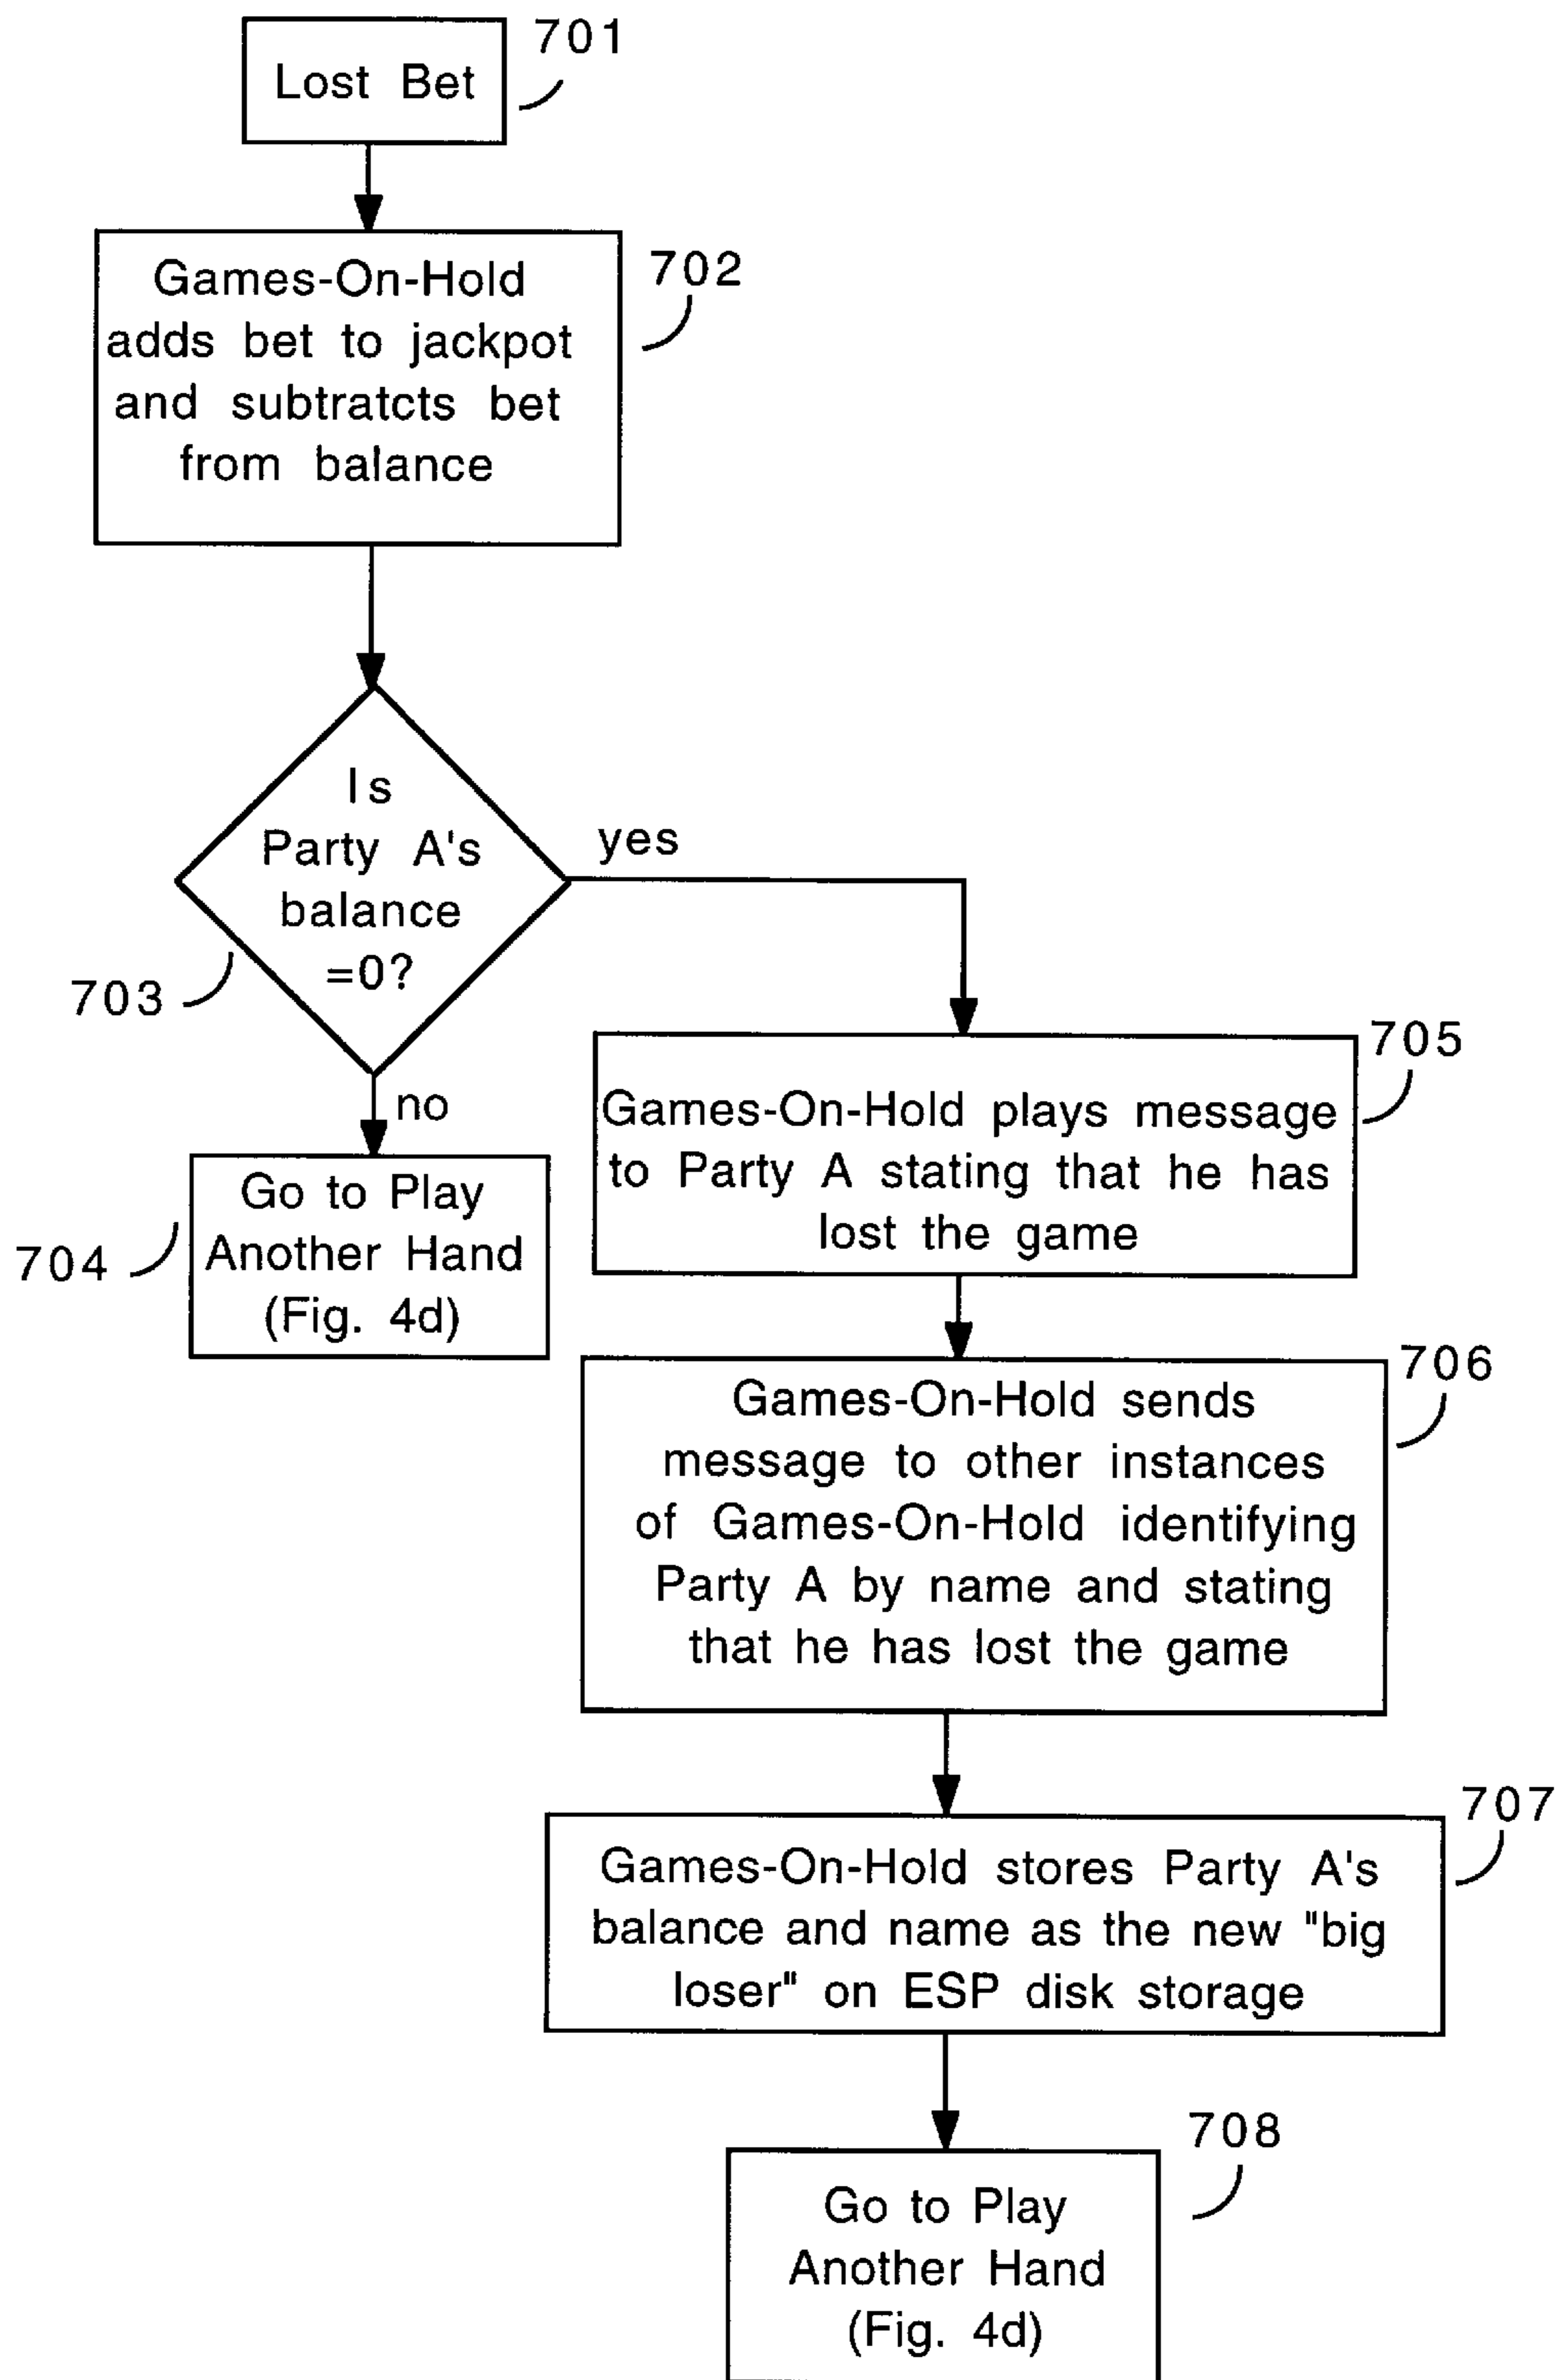 701
Lost Bet
702
Games-On-Hold
adds bet to jackpot
and subtratcts bet
from balance
Is
Party A's
balance
=0?
yes
703
no
704
Go to Play
Another Hand
(Fig. 4d)
705
Games-On-Hold plays message
to Party A stating that he has
lost the game
706
Games-On-Hold sends
message to other instances
of Games-On-Hold identifying
Party A by name and stating
that he has lost the game
707
Games-On-Hold stores Party A's
balance and name as the new "big
loser" on ESP disk storage
708
Go to Play
Another Hand
(Fig. 4d)